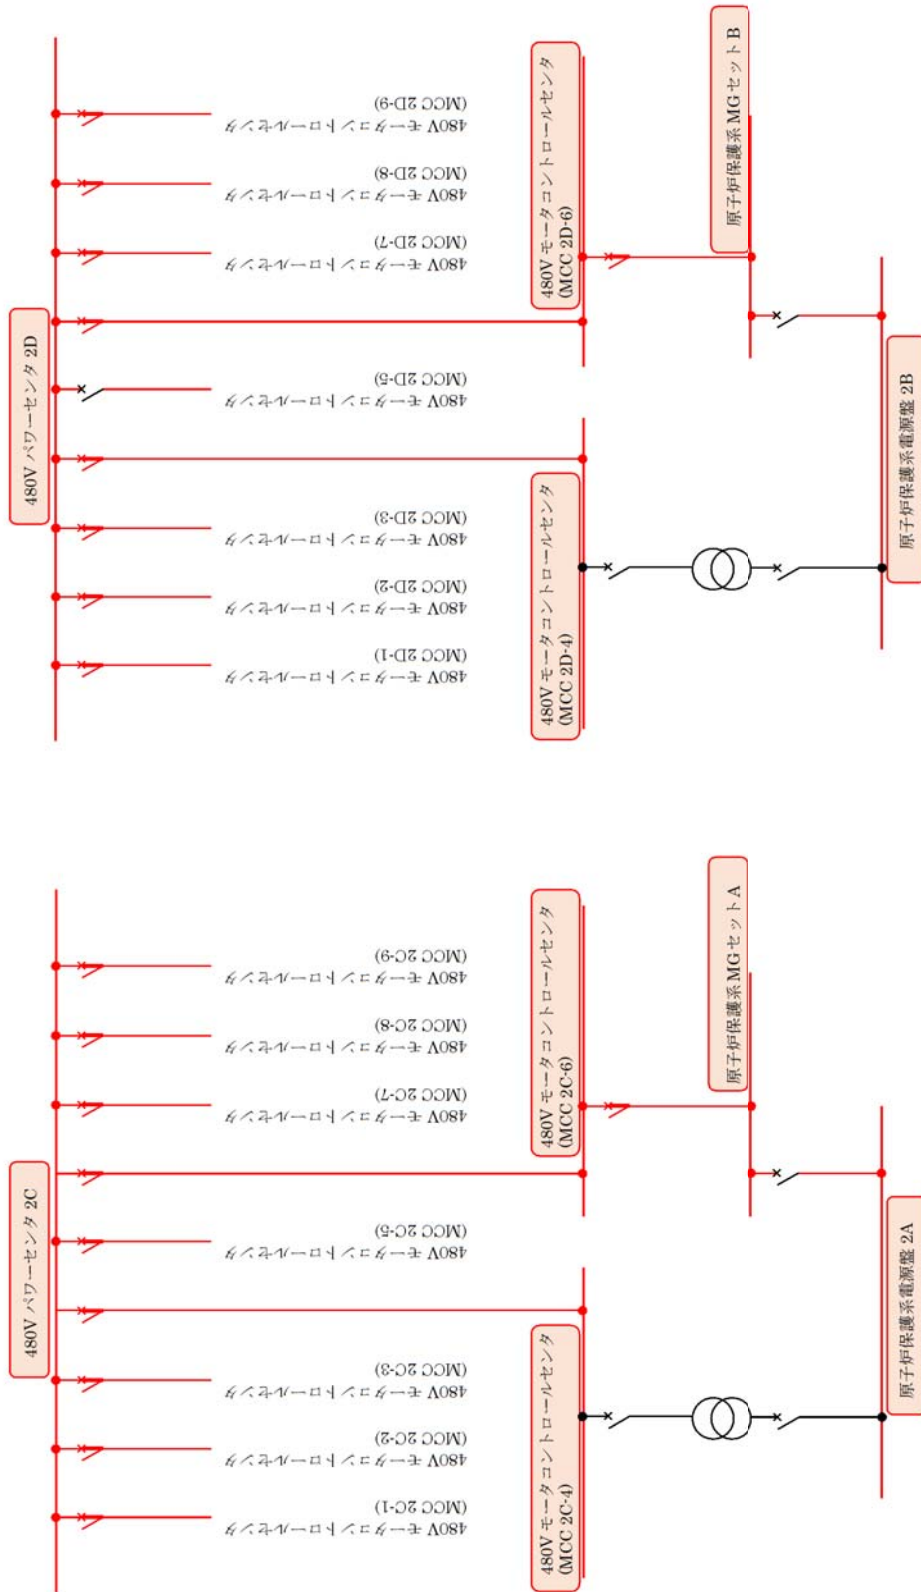 480V パワーセンタ 2D
480V モータコントロールセンタ
(MCC 2D-1)
480V モータコントロールセンタ
(MCC 2D-2)
480V モータコントロールセンタ
(MCC 2D-3)
480V モータコントロールセンタ
(MCC 2D-5)
480V モータコントロールセンタ
(MCC 2D-7)
480V モータコントロールセンタ
(MCC 2D-8)
480V モータコントロールセンタ
(MCC 2D-9)
480V モータコントロールセンタ
(MCC 2D-4)
480V モータコントロールセンタ
(MCC 2D-6)
原子炉保護系 MG セット B
原子炉保護系電源盤 2B
480V パワーセンタ 2C
480V モータコントロールセンタ
(MCC 2C-1)
480V モータコントロールセンタ
(MCC 2C-2)
480V モータコントロールセンタ
(MCC 2C-3)
480V モータコントロールセンタ
(MCC 2C-5)
480V モータコントロールセンタ
(MCC 2C-7)
480V モータコントロールセンタ
(MCC 2C-8)
480V モータコントロールセンタ
(MCC 2C-9)
480V モータコントロールセンタ
(MCC 2C-4)
480V モータコントロールセンタ
(MCC 2C-6)
原子炉保護系 MG セット A
原子炉保護系電源盤 2A